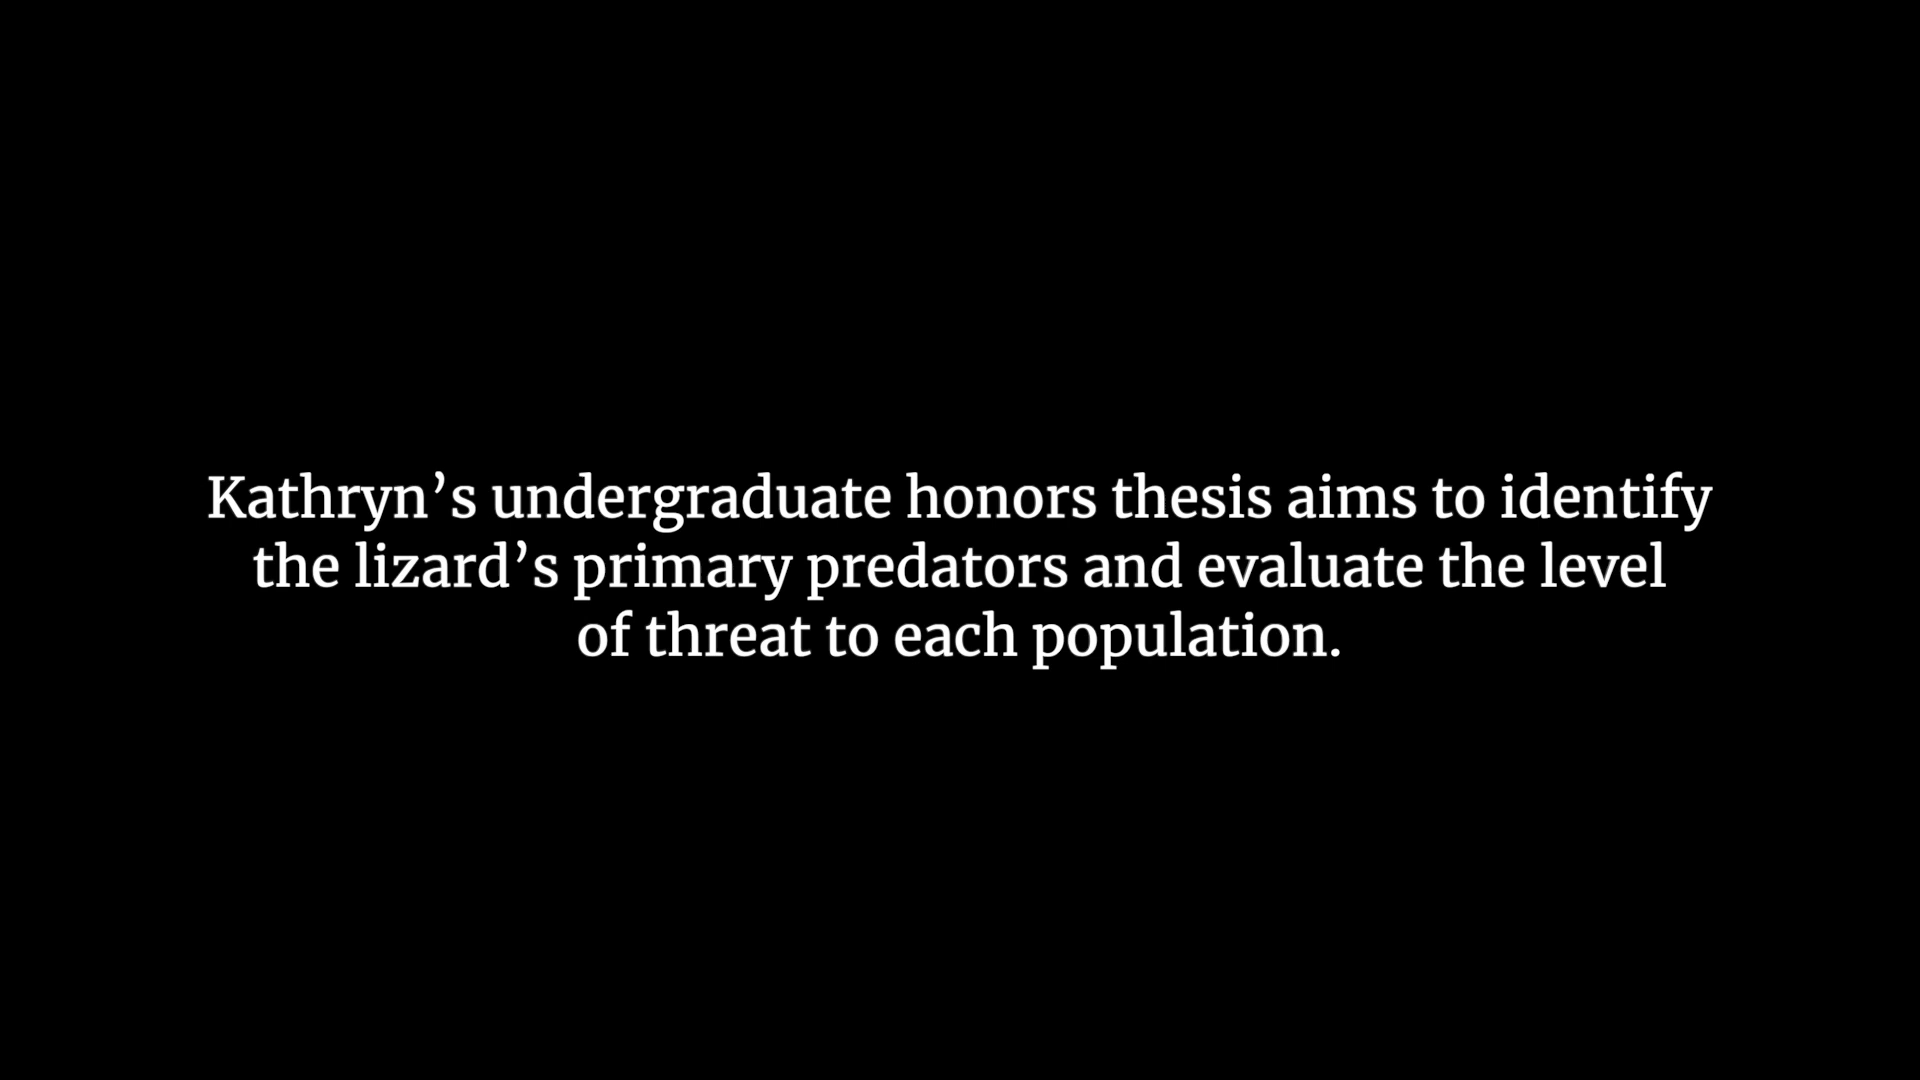 Kathryn’s undergraduate honors thesis aims to identify
the lizard’s primary predators and evaluate the level
of threat to each population.